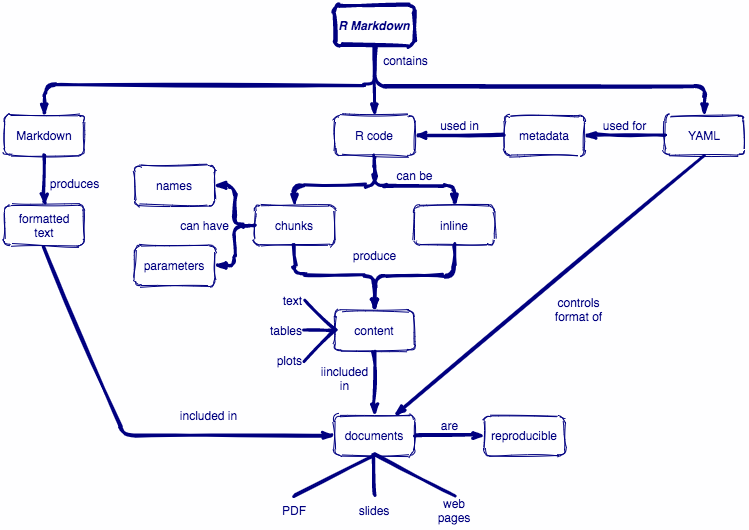 R Markdown
contains
Markdown
R code
used in
metadata
used for
YAML
produces
names
can be
formatted
text
can have
chunks
inline
parameters
produce
text
tables
content
plots
controls
format of
iincluded
in
included in
documents
are
reproducible
PDF
slides
web
pages